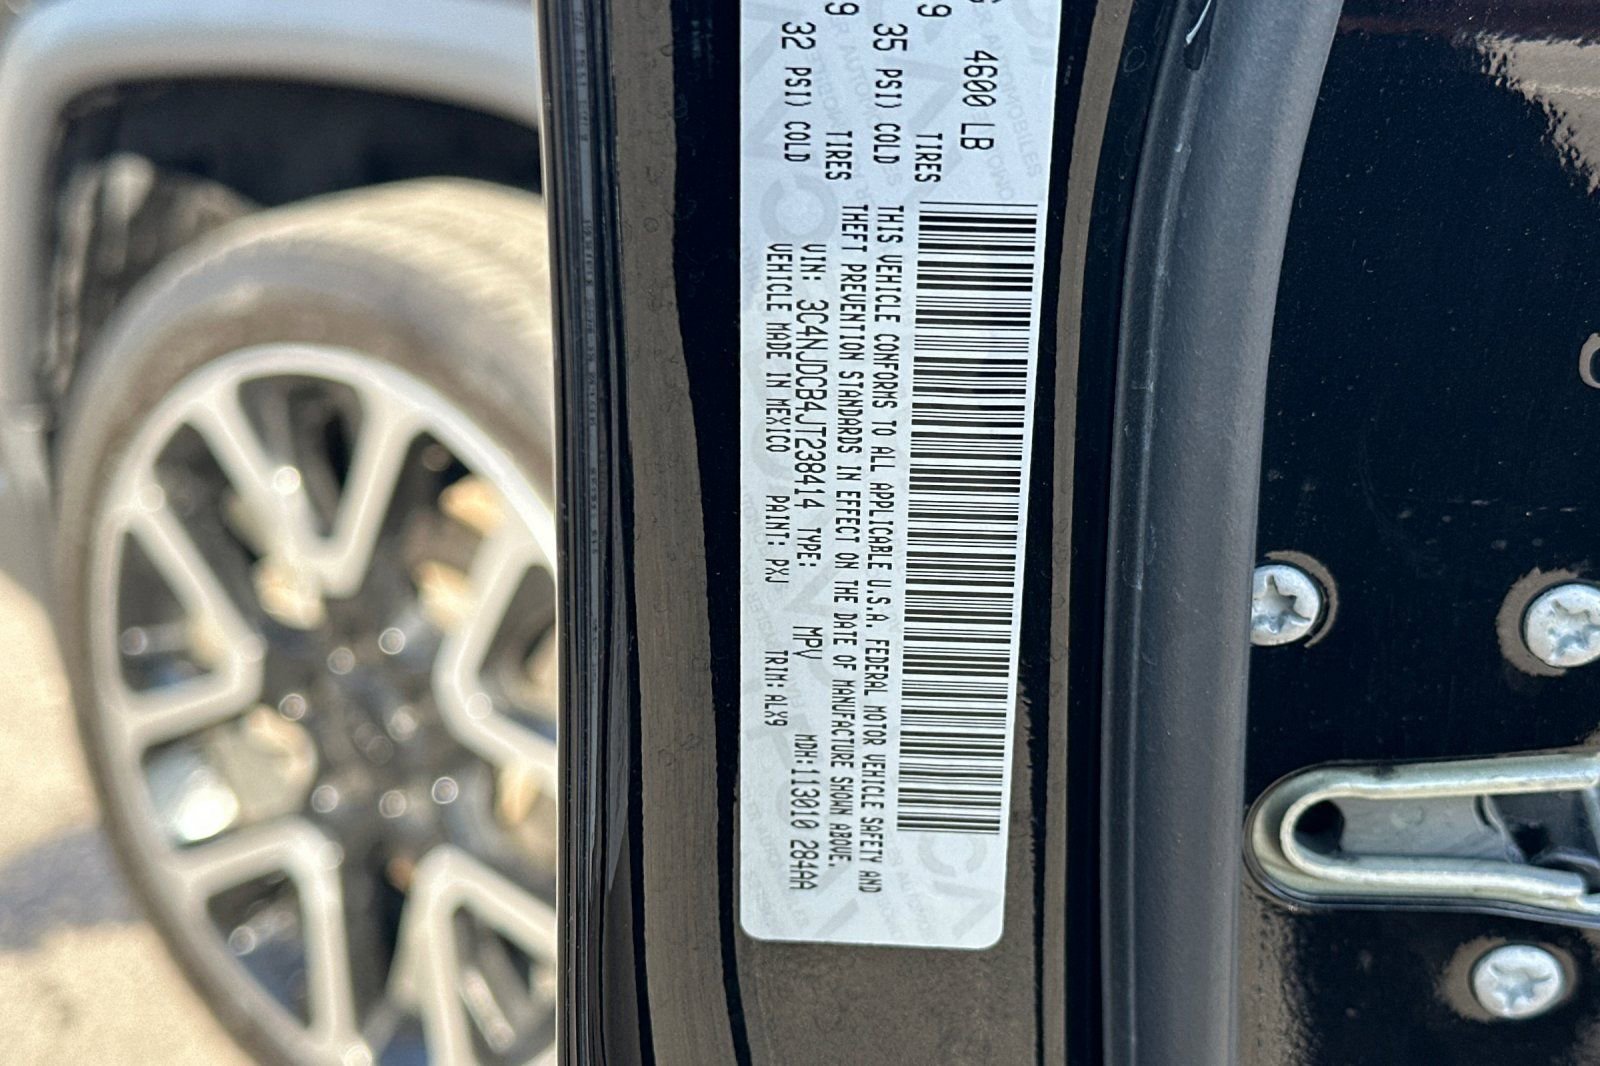 4600 LB
9 TIRES
35 PSI) COLD
9 TIRES
32 PSI) COLD
THIS VEHICLE CONFORMS TO ALL APPLICABLE U.S.A. FEDERAL MOTOR VEHICLE SAFETY AND
THEFT PREVENTION STANDARDS IN EFFECT ON THE DATE OF MANUFACTURE SHOWN ABOVE.
VIN: 3C4NJDCB4JT238414 TYPE: MPV MDH:113010 284AA
VEHICLE MADE IN MEXICO PAINT: PXJ TRIM: ALX9